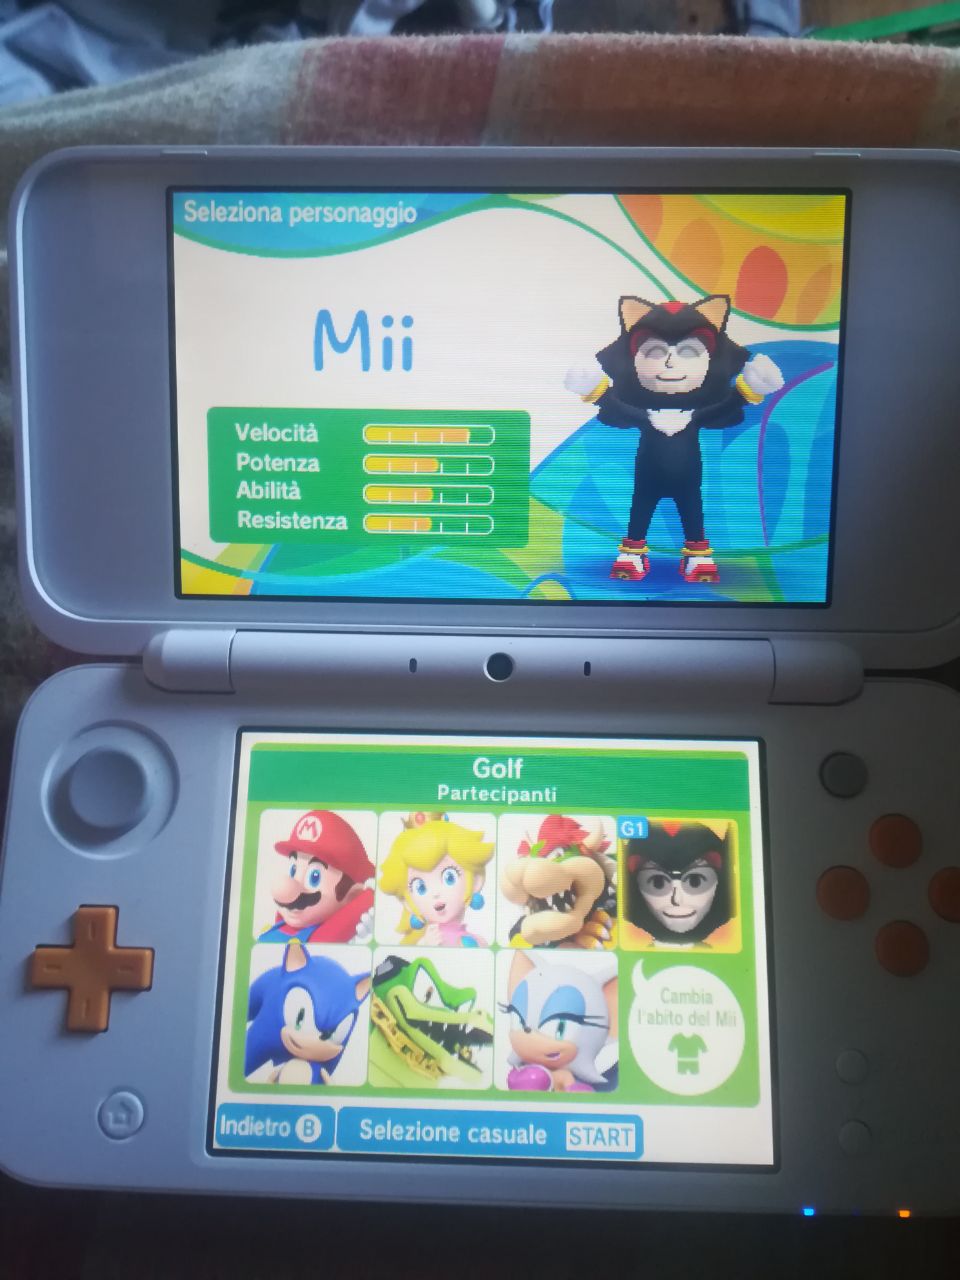 Seleziona personaggio
Mii
Velocità
Potenza
Abilità
Resistenza
Golf
Partecipanti
M
G1
Cambia
l'abito del Mii
Indietro B
Selezione casuale START